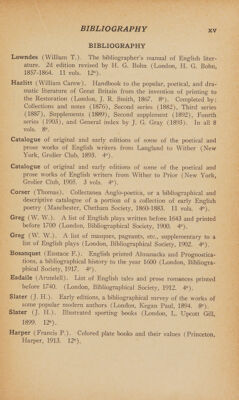 BIBLIOGRAPHY xv
BIBLIOGRAPHY
Lowndes (William T.). The bibliographer's manual of English liter-
ature. 2d edition revised by H. G. Bohn (London, H. G. Bohn,
1857-1864. 11 vols. 12º).
Hazlitt (William Carew). Handbook to the popular, poetical, and dra-
matic literature of Great Britain from the invention of printing to
the Restoration (London, J. R. Smith, 1867. 8º). Completed by:
Collections and notes (1876), Second series (1882), Third series
(1887), Supplements (1889), Second supplement (1892), Fourth
series (1903), and General index by J. G. Gray (1893). In all 8
vols. 8º.
Catalogue of original and early editions of some of the poetical and
prose works of English writers from Langland to Wither (New
York, Grolier Club, 1893. 4º).
Catalogue of original and early editions of some of the poetical and
prose works of English writers from Wither to Prior (New York,
Grolier Club, 1905. 3 vols. 4º).
Corser (Thomas). Collectanea Anglo-poetica, or a bibliographical and
descriptive catalogue of a portion of a collection of early English
poetry (Manchester, Chetham Society, 1860-1883. 11 vols. 4º).
Greg (W. W.). A list of English plays written before 1643 and printed
before 1700 (London, Bibliographical Society, 1900. 4º).
Greg (W. W.). A list of masques, pageants, etc., supplementary to a
list of English plays (London, Bibliographical Society, 1902. 4º).
Bosanquet (Eustace F.). English printed Almanacks and Prognostica-
tions, a bibliographical history to the year 1600 (London, Bibliogra-
phical Society, 1917. 4º).
Esdaile (Arundell). List of English tales and prose romances printed
before 1740. (London, Bibliographical Society, 1912. 4º).
Slater (J. H.). Early editions, a bibliographical survey of the works of
some popular modern authors (London, Kegan Paul, 1894. 8º).
Slater (J. H.). Illustrated sporting books (London, L. Upcott Gill,
1899. 12º).
Harper (Francis P.). Colored plate books and their values (Princeton,
Harper, 1913. 12º).